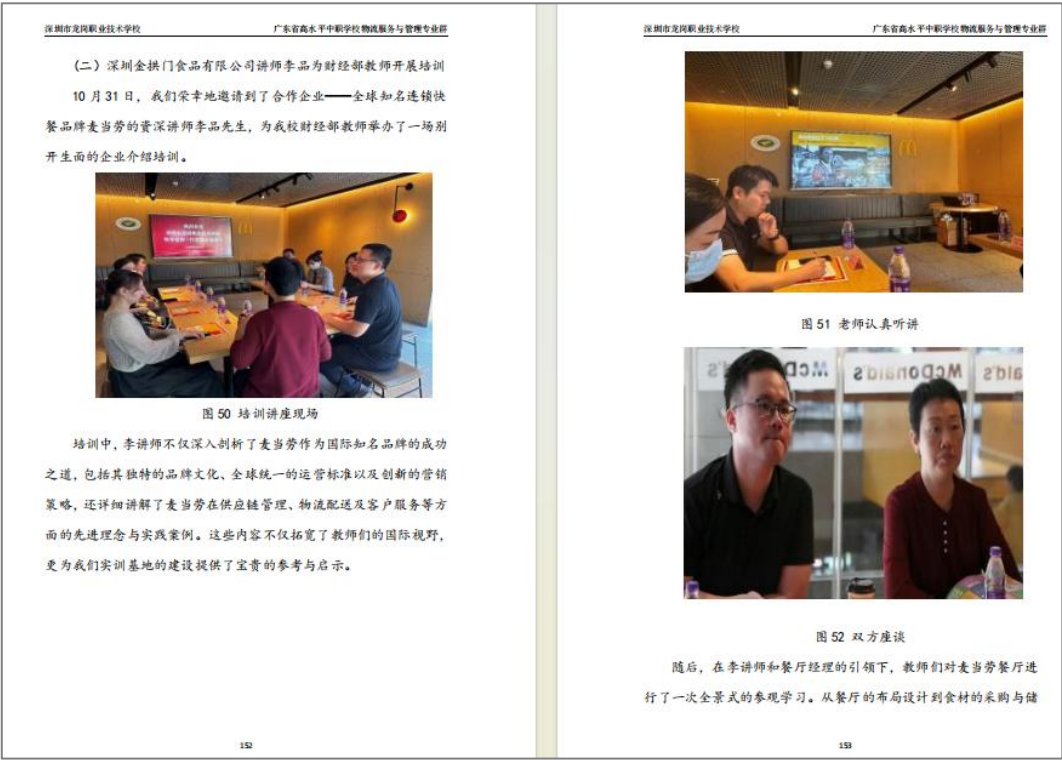 深圳市龙岗职业技术学校
广东省高水平中职学校物流服务与管理专业群
（二）深圳金拱门食品有限公司讲师李品为财经部教师开展培训
10 月 31 日，我们荣幸地邀请到了合作企业——全球知名连锁快
餐品牌麦当劳的资深讲师李品先生，为我校财经部教师举办了一场别
开生面的企业介绍培训。
图 50 培训讲座现场
培训中，李讲师不仅深入剖析了麦当劳作为国际知名品牌的成功
之道，包括其独特的品牌文化、全球统一的运营标准以及创新的营销
策略，还详细讲解了麦当劳在供应链管理、物流配送及客户服务等方
面的先进理念与实践案例。这些内容不仅拓宽了教师们的国际视野，
更为我们实训基地的建设提供了宝贵的参考与启示。
152
深圳市龙岗职业技术学校
广东省高水平中职学校物流服务与管理专业群
图 51 老师认真听讲
McDonald's
图 52 双方座谈
随后，在李讲师和餐厅经理的引领下，教师们对麦当劳餐厅进
行了一次全景式的参观学习。从餐厅的布局设计到食材的采购与储
153